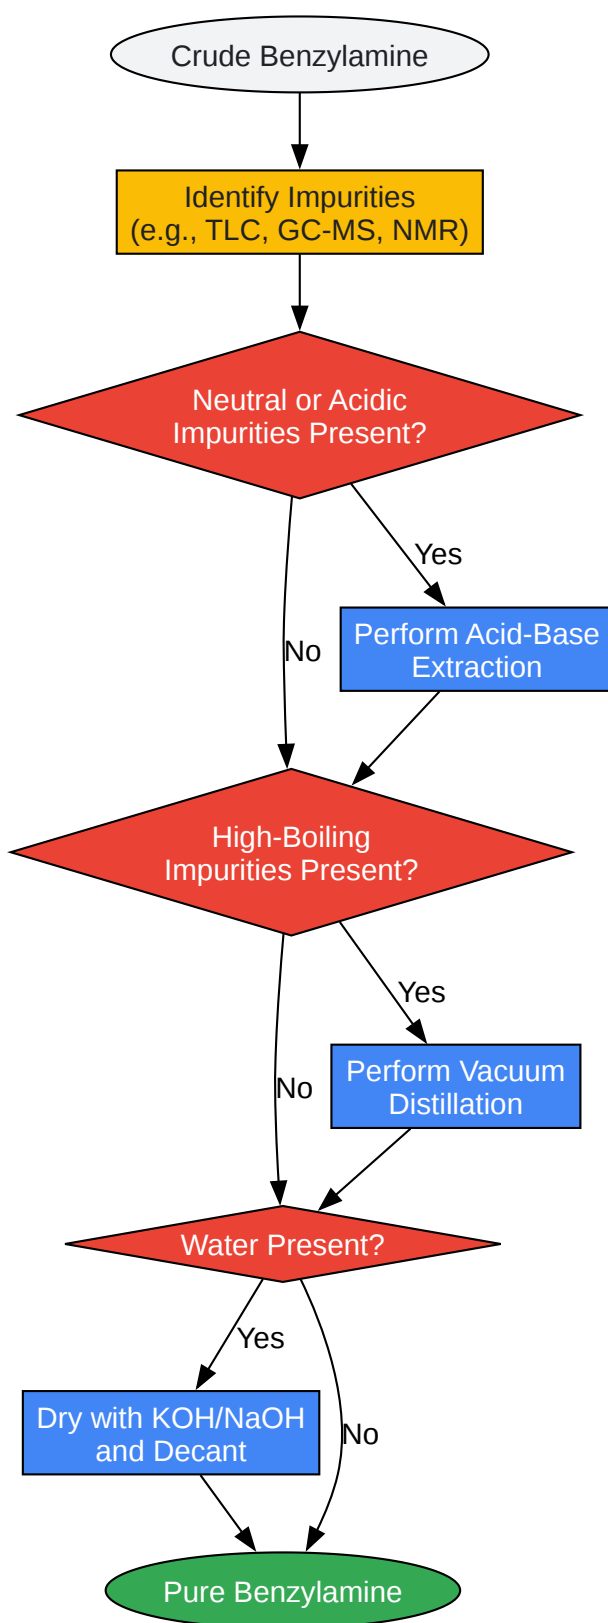 Crude Benzylamine
Identify Impurities
(e.g., TLC, GC-MS, NMR)
Neutral or Acidic
Impurities Present?
Yes
No
Perform Acid-Base
Extraction
High-Boiling
Impurities Present?
Yes
No
Perform Vacuum
Distillation
Water Present?
Yes
No
Dry with KOH/NaOH
and Decant
Pure Benzylamine